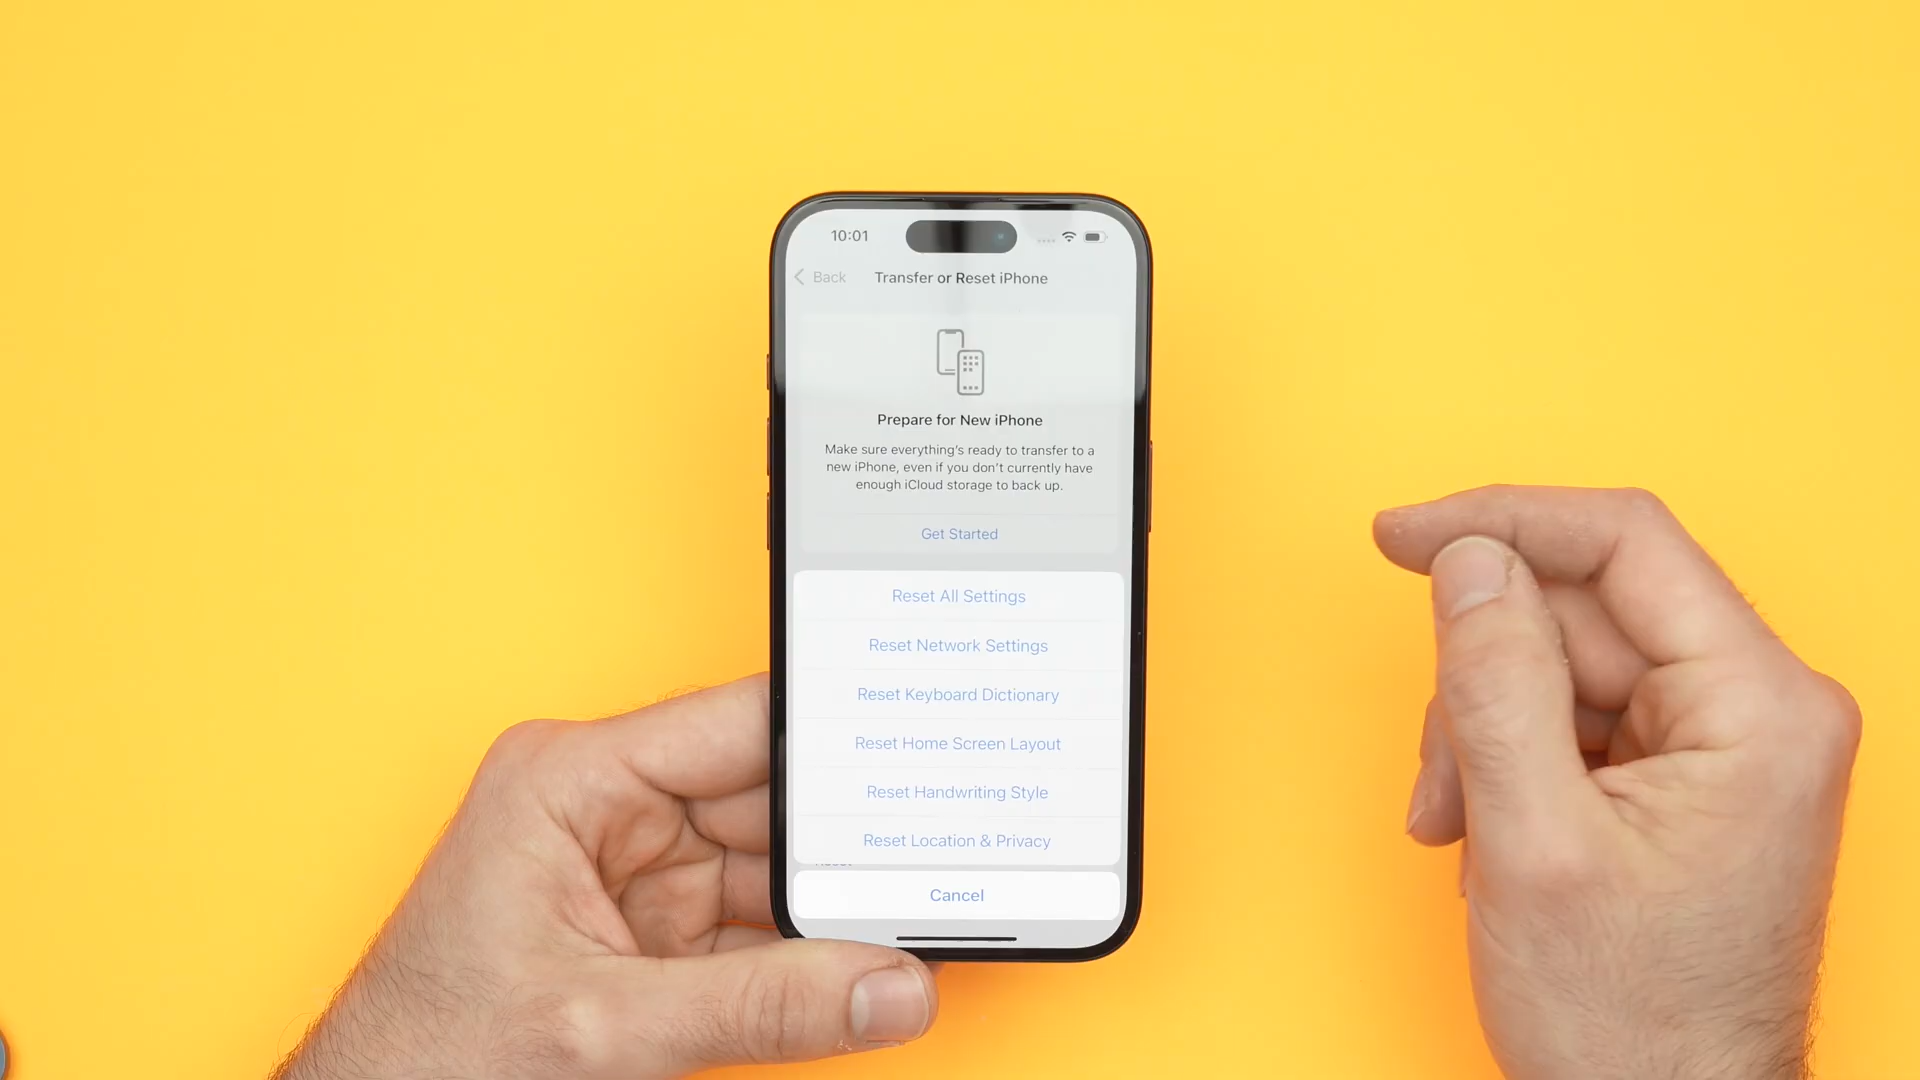 10:01
Back
Transfer or Reset iPhone
Prepare for New iPhone
Make sure everything's ready to transfer to a
new iPhone, even if you don't currently have
enough iCloud storage to back up.
Get Started
Reset All Settings
Reset Network Settings
Reset Keyboard Dictionary
Reset Home Screen Layout
Reset Handwriting Style
Reset Location & Privacy
Cancel